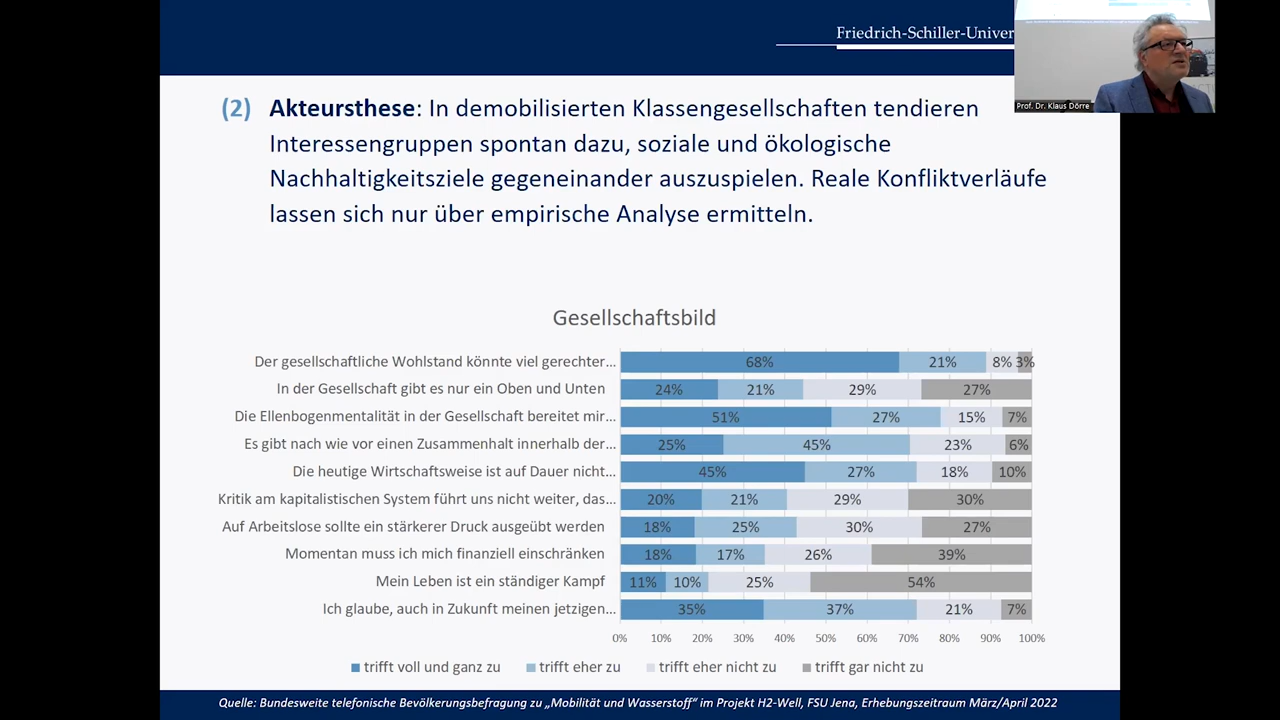 Friedrich-Schiller-Univer
Prof. Dr. Klaus Dörre
(2) Akteursthese: In demobilisierten Klassengesellschaften tendieren
Interessengruppen spontan dazu, soziale und ökologische
Nachhaltigkeitsziele gegeneinander auszuspielen. Reale Konfliktverläufe
lassen sich nur über empirische Analyse ermitteln.
Gesellschaftsbild
Der gesellschaftliche Wohlstand könnte viel gerechter... 68% 21% 8% 3%
In der Gesellschaft gibt es nur ein Oben und Unten 24% 21% 29% 27%
Die Ellenbogenmentalität in der Gesellschaft bereitet mir... 51% 27% 15% 7%
Es gibt nach wie vor einen Zusammenhalt innerhalb der... 25% 45% 23% 6%
Die heutige Wirtschaftsweise ist auf Dauer nicht... 45% 27% 18% 10%
Kritik am kapitalistischen System führt uns nicht weiter, das... 20% 21% 29% 30%
Auf Arbeitslose sollte ein stärkerer Druck ausgeübt werden 18% 25% 30% 27%
Momentan muss ich mich finanziell einschränken 18% 17% 26% 39%
Mein Leben ist ein ständiger Kampf 11% 10% 25% 54%
Ich glaube, auch in Zukunft meinen jetzigen... 35% 37% 21% 7%
0% 10% 20% 30% 40% 50% 60% 70% 80% 90% 100%
trifft voll und ganz zu trifft eher zu trifft eher nicht zu trifft gar nicht zu
Quelle: Bundesweite telefonische Bevölkerungsbefragung zu „Mobilität und Wasserstoff" im Projekt H2-Well, FSU Jena, Erhebungszeitraum März/April 2022